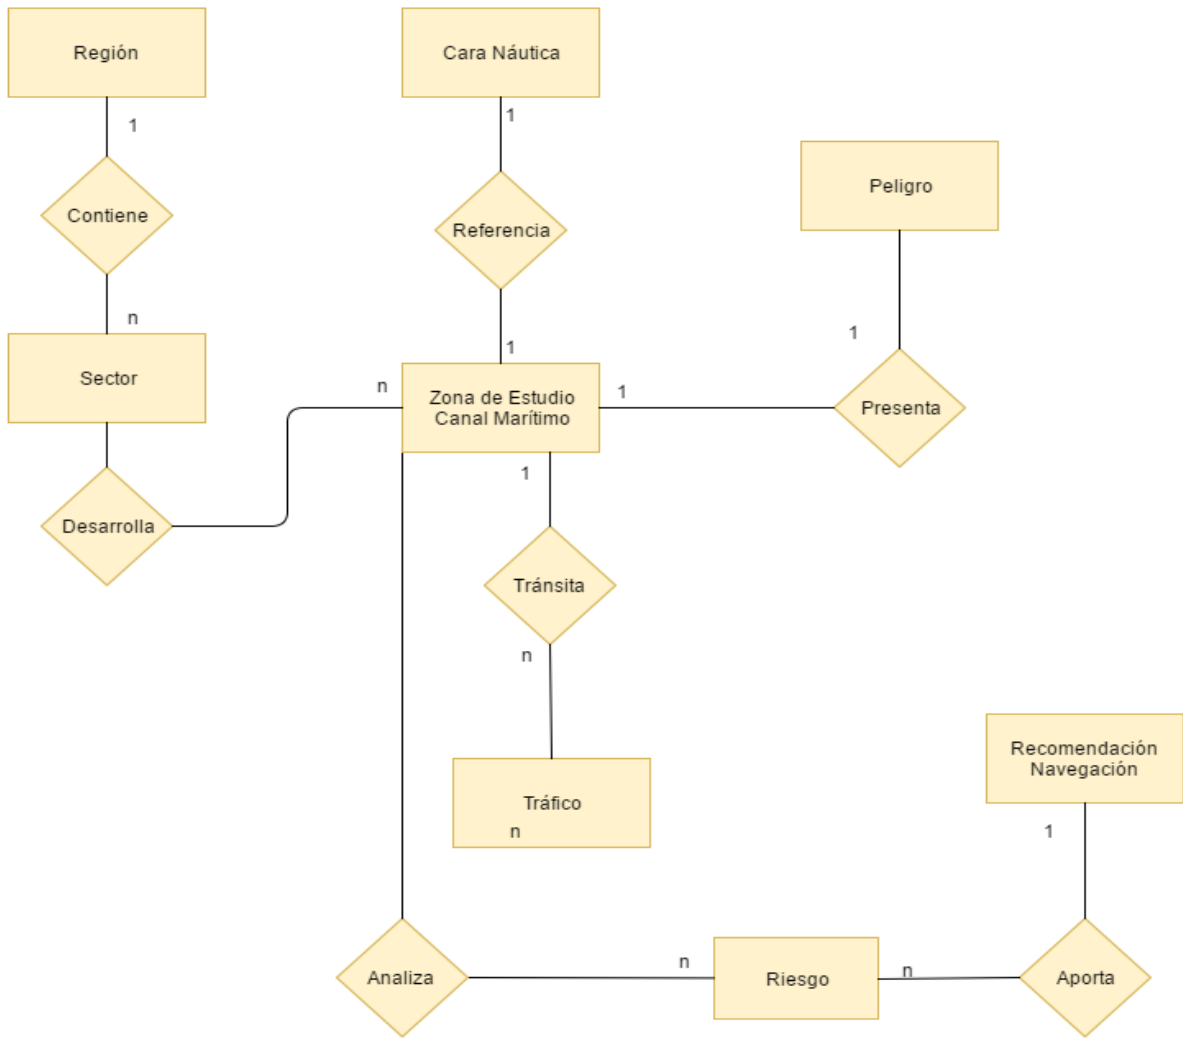 Región
Cara Náutica
1
1
Peligro
Contiene
Referencia
n
1
1
Sector
n
Zona de Estudio
Canal Marítimo
1
Presenta
1
Desarrolla
Tránsita
n
Recomendación
Navegación
Tráfico
n
1
n
Analiza
Riesgo
n
Aporta